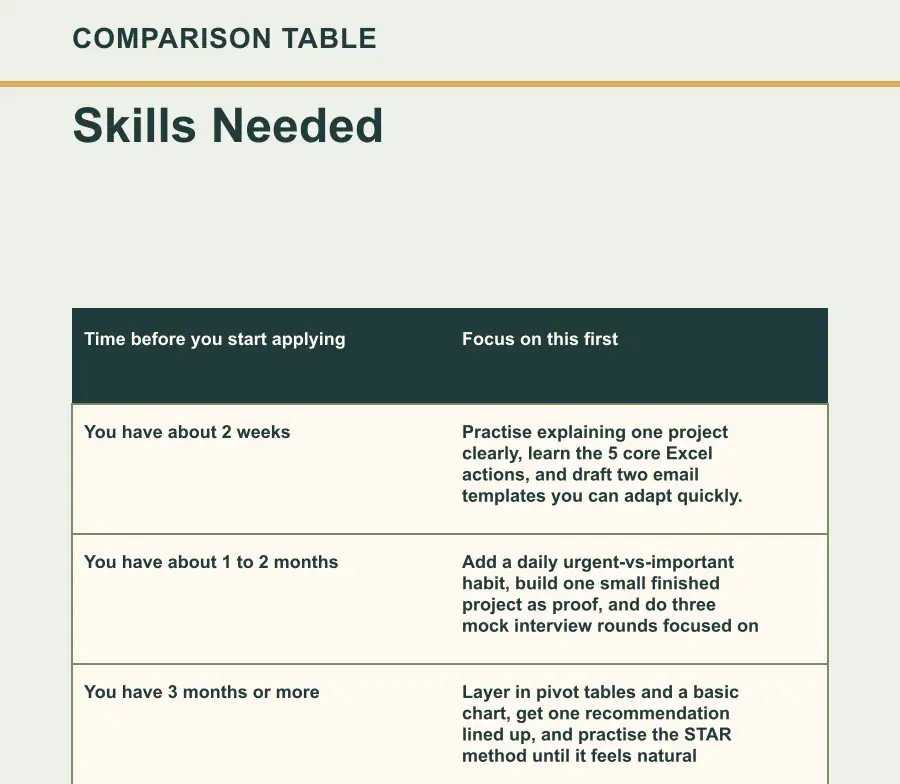 COMPARISON TABLE
Skills Needed
Time before you start applying
Focus on this first
You have about 2 weeks
Practise explaining one project
clearly, learn the 5 core Excel
actions, and draft two email
templates you can adapt quickly.
You have about 1 to 2 months
Add a daily urgent-vs-important
habit, build one small finished
project as proof, and do three
mock interview rounds focused on
You have 3 months or more
Layer in pivot tables and a basic
chart, get one recommendation
lined up, and practise the STAR
method until it feels natural